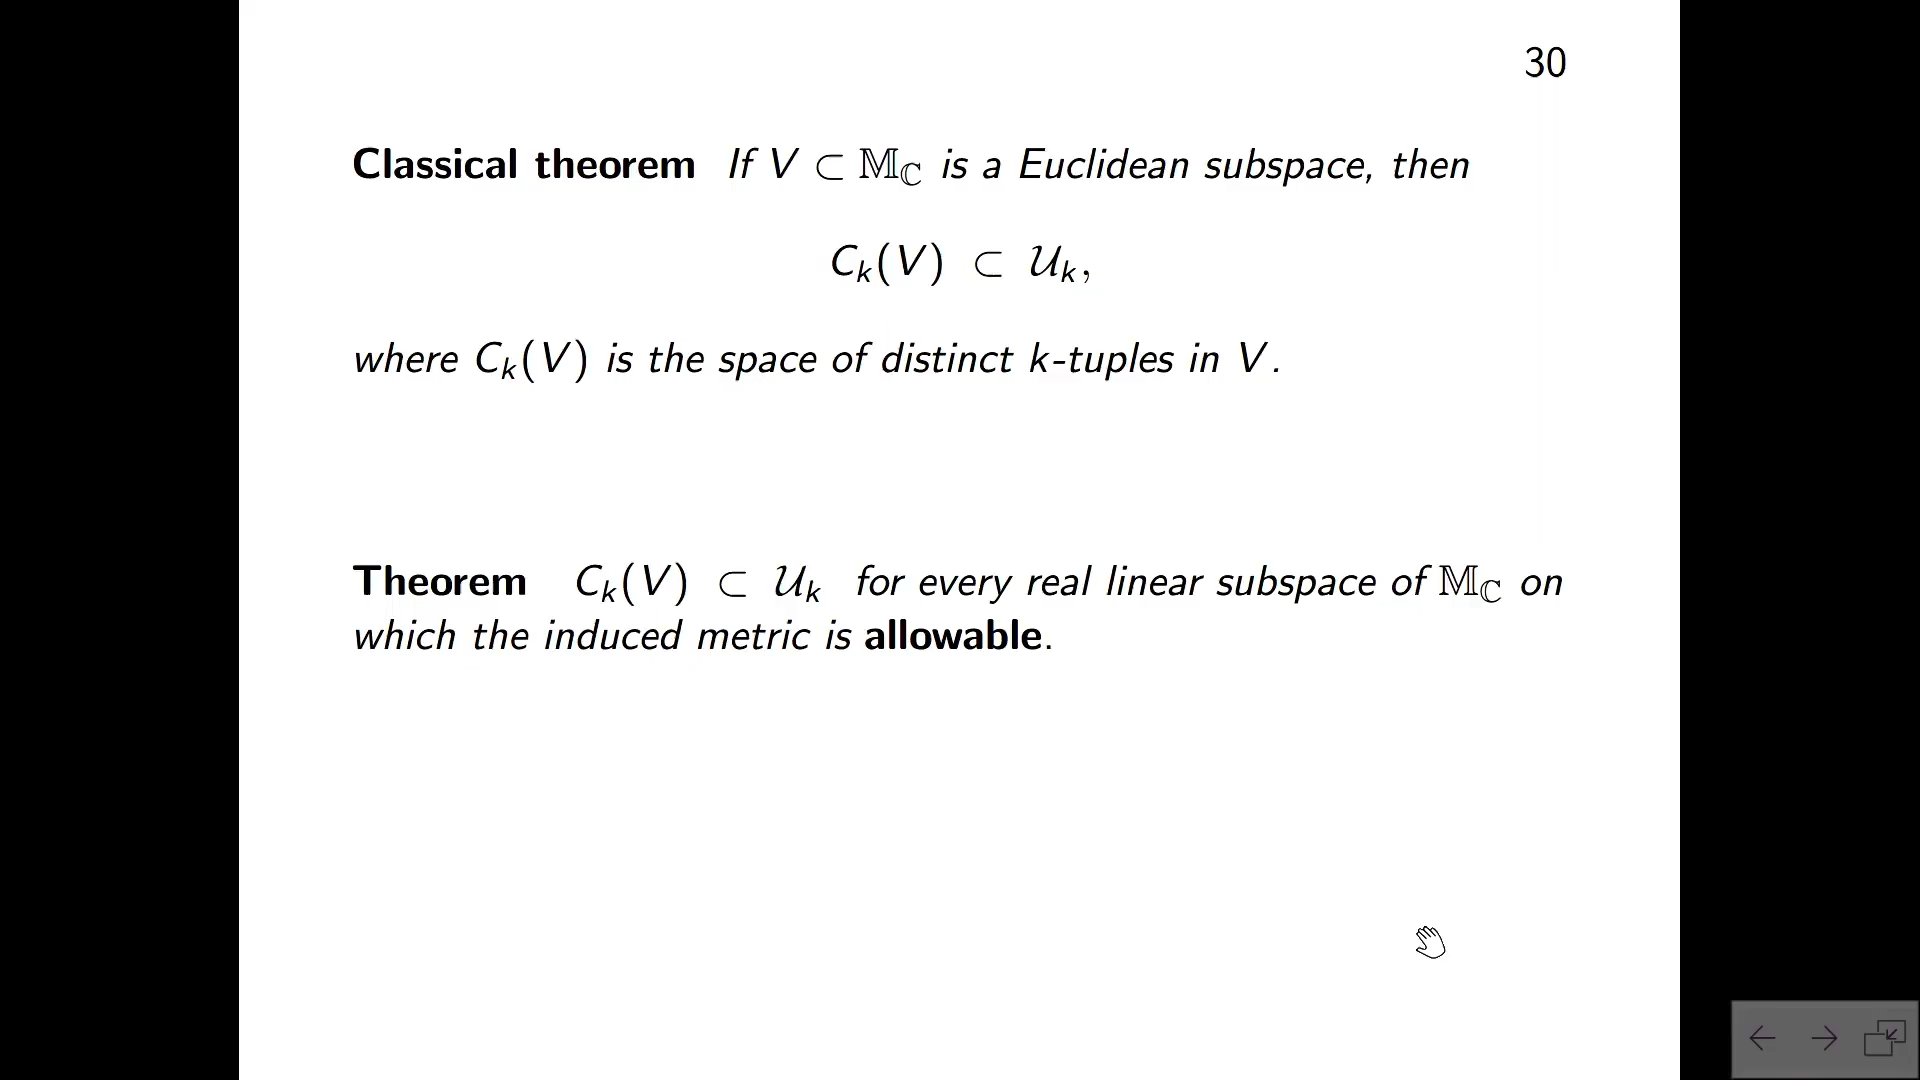 30
Classical theorem If V ⊂ 𝕄_ℂ is a Euclidean subspace, then
C_k(V) ⊂ 𝒰_k,
where C_k(V) is the space of distinct k-tuples in V.
Theorem C_k(V) ⊂ 𝒰_k for every real linear subspace of 𝕄_ℂ on
which the induced metric is allowable.